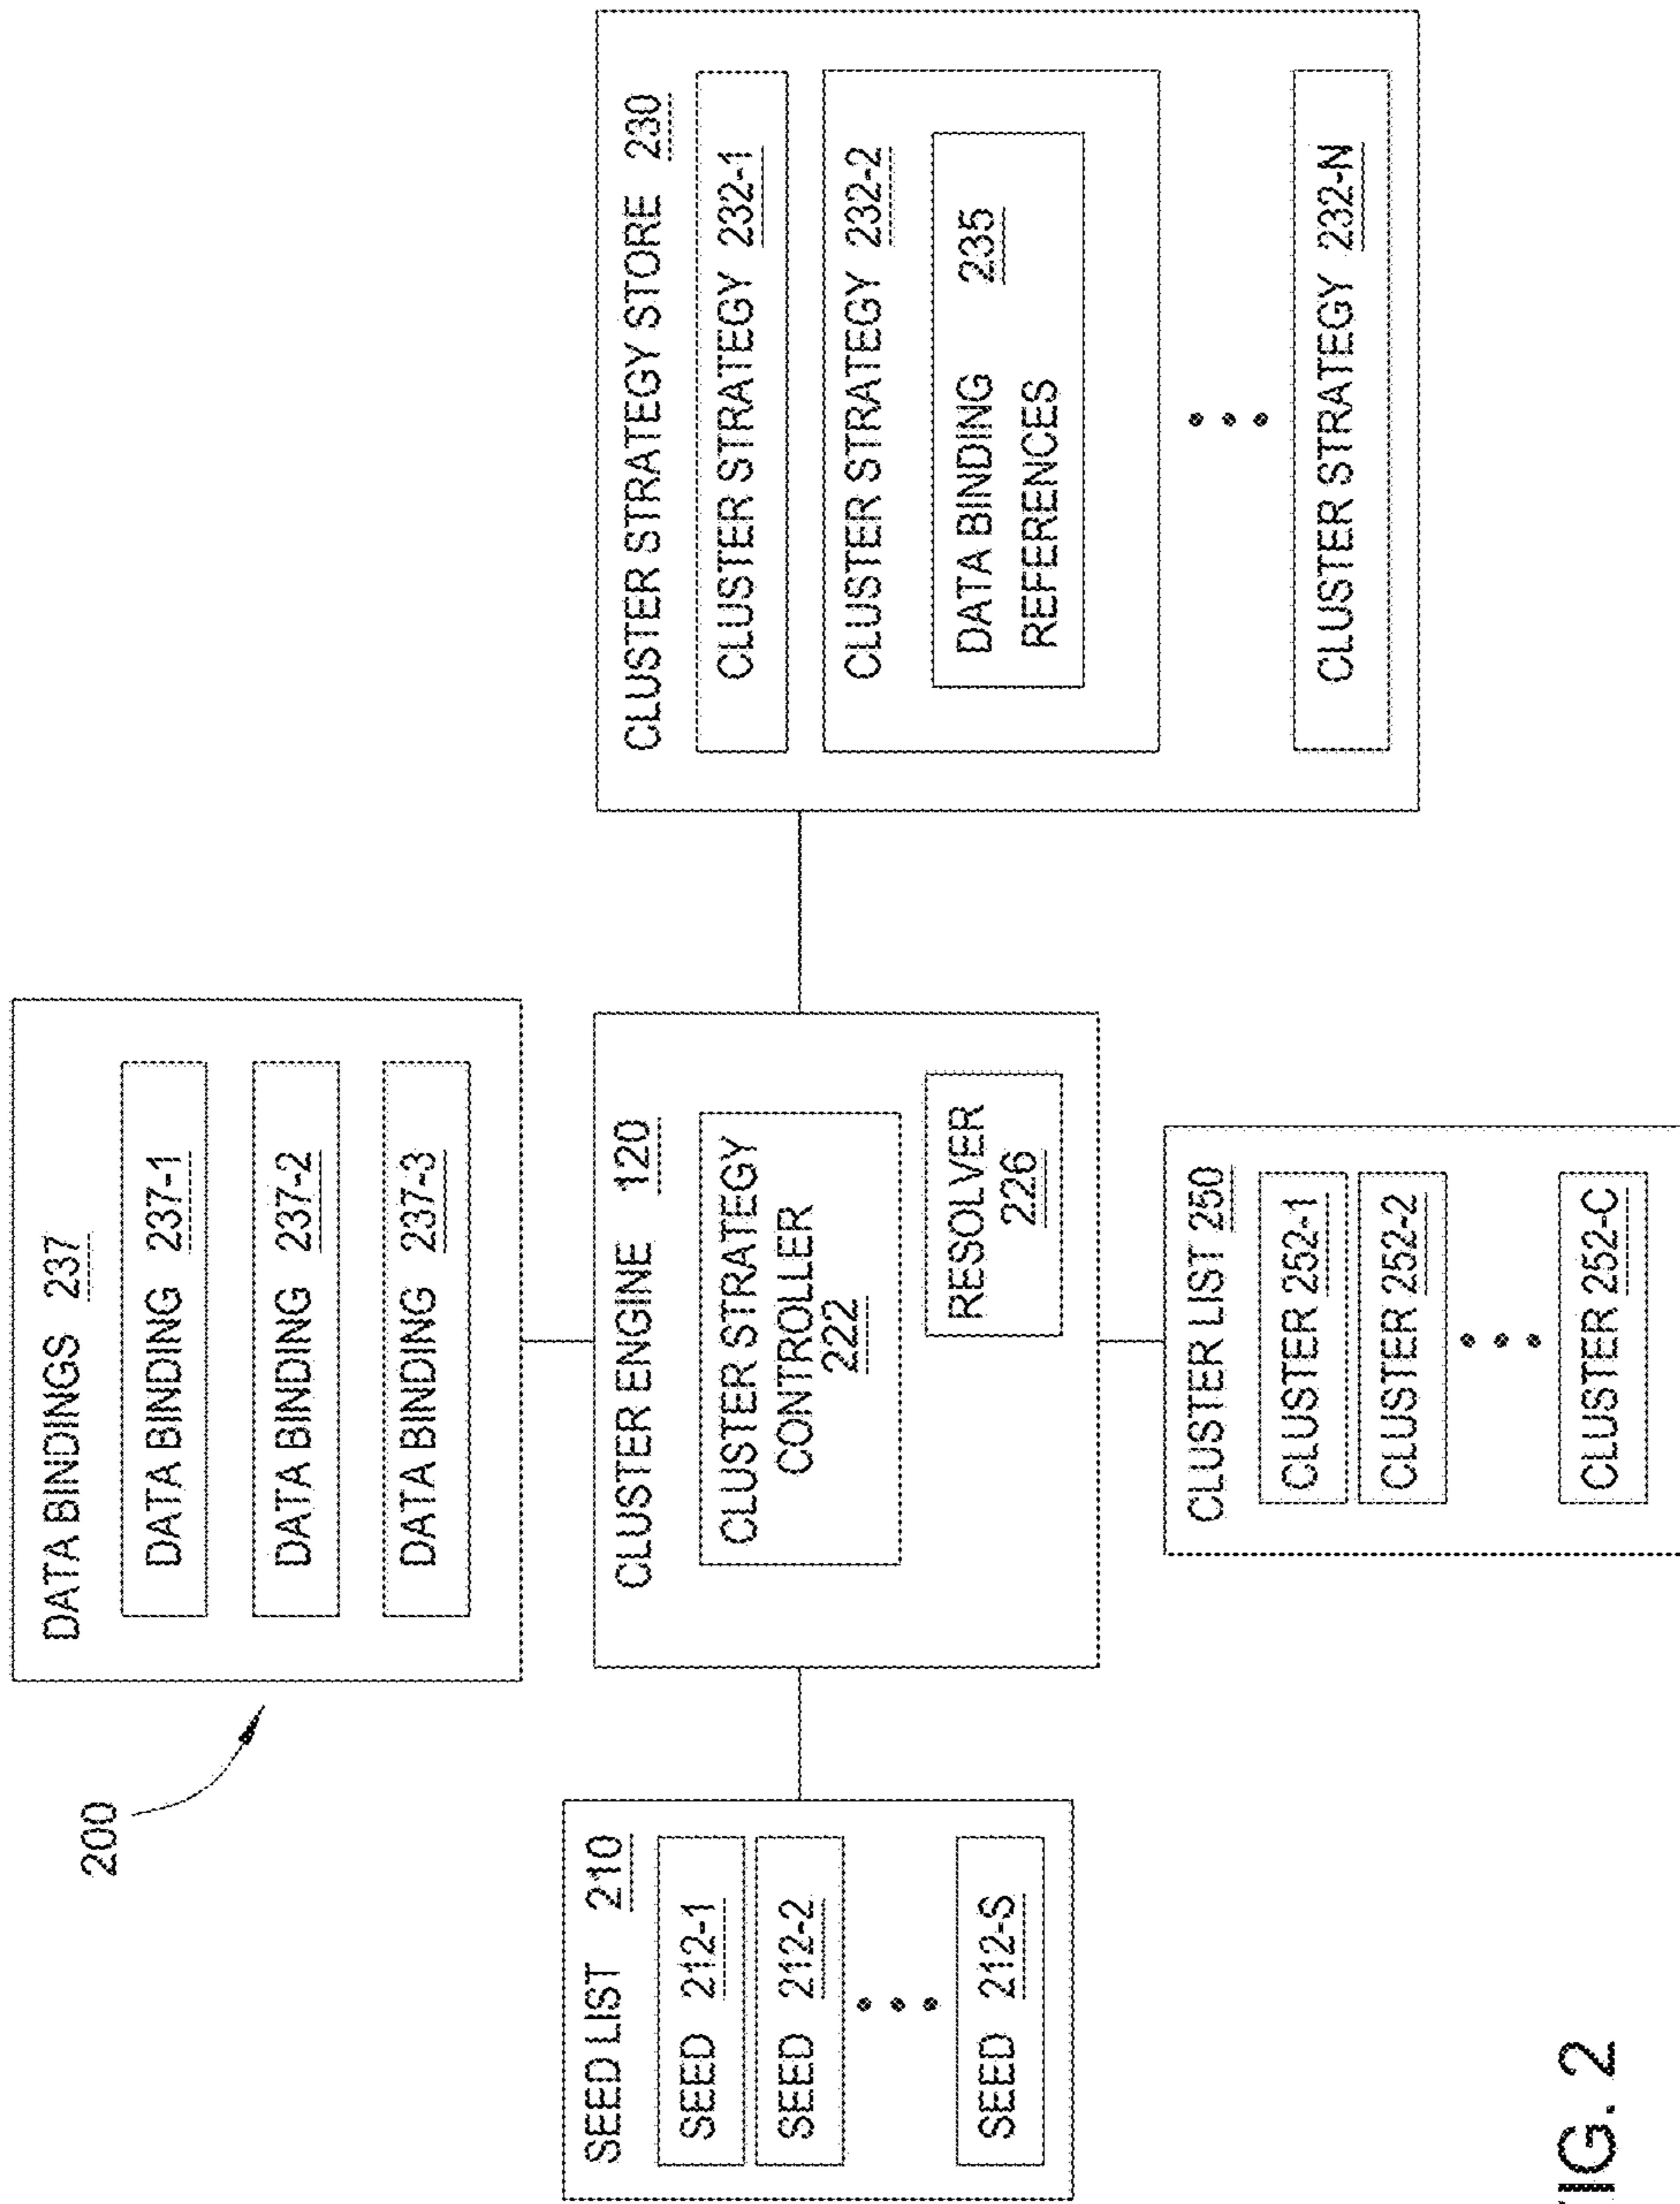 200
DATA BINDINGS 237
DATA BINDING 237-1
DATA BINDING 237-2
DATA BINDING 237-3
SEED LIST 210
SEED 212-1
SEED 212-2
SEED 212-S
CLUSTER ENGINE 120
CLUSTER STRATEGY
CONTROLLER
222
RESOLVER
226
CLUSTER STRATEGY STORE 230
CLUSTER STRATEGY 232-1
CLUSTER STRATEGY 232-2
DATA BINDING 235
REFERENCES
CLUSTER STRATEGY 232-N
CLUSTER LIST 250
CLUSTER 252-1
CLUSTER 252-2
CLUSTER 252-C
FIG. 2